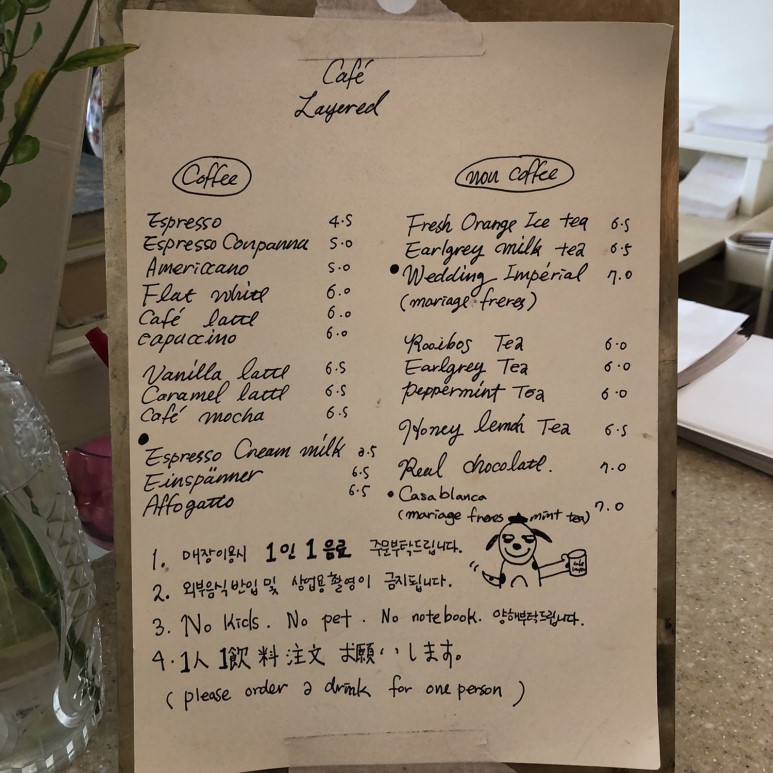 Café
Layered
Coffee
Espresso 4.5
Espresso Conpanna 5.0
Americano 5.0
Flat white 6.0
Café latte 6.0
capuccino 6.0
Vanilla latte 6.5
Caramel latte 6.5
Café mocha 6.5
Espresso Cream milk 5
Einspänner 6.5
Affogatto 6.5
non coffee
Fresh Orange Ice tea 6.5
Earlgrey milk tea 6.5
Wedding Impérial 7.0
(mariage frères)
Rooibos Tea 6.0
Earlgrey Tea 6.0
Peppermint Tea 6.0
Honey lemon Tea 6.5
Real chocolate. 7.0
Casablanca
(mariage freres mint tea) 7.0
1. 매장이용시 1인 1음료 주문부탁드립니다.
2. 외부음식반입 및 상업용촬영이 금지됩니다.
3. No kids. No pet. No notebook. 양해부탁드립니다.
4. 1人 1飲料 注文 お願いします。
(please order a drink for one person)